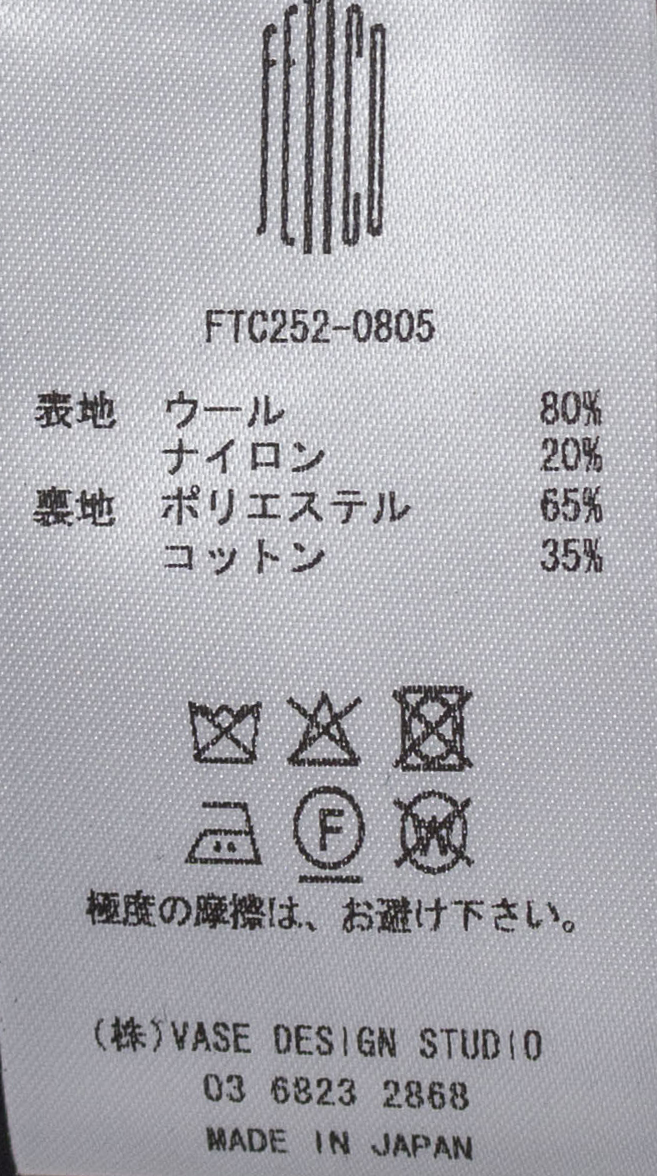 FETICO
FTC252-0805
表地 ウール 80%
ナイロン 20%
裏地 ポリエステル 65%
コットン 35%
F
W
極度の摩擦は、お避け下さい。
(株)VASE DESIGN STUDIO
03 6823 2868
MADE IN JAPAN